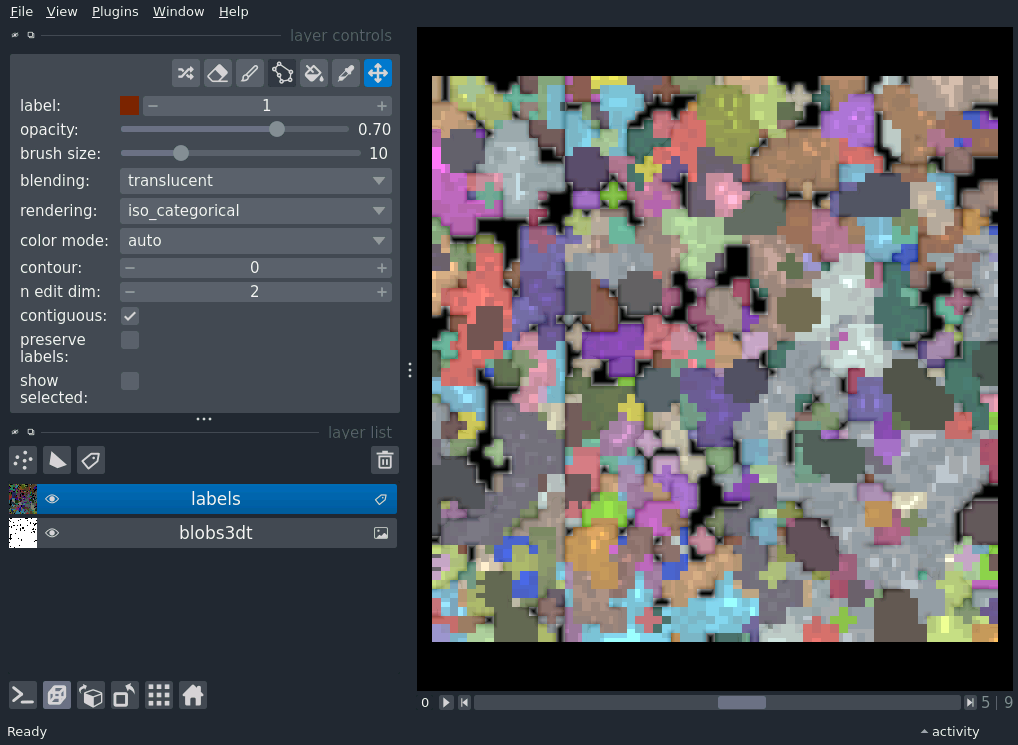 File View Plugins Window Help
layer controls
label: 1
opacity: 0.70
brush size: 10
blending: translucent
rendering: iso_categorical
color mode: auto
contour: 0
n edit dim: 2
contiguous:
preserve
labels:
show
selected:
layer list
labels
blobs3dt
0 5 | 9
Ready activity